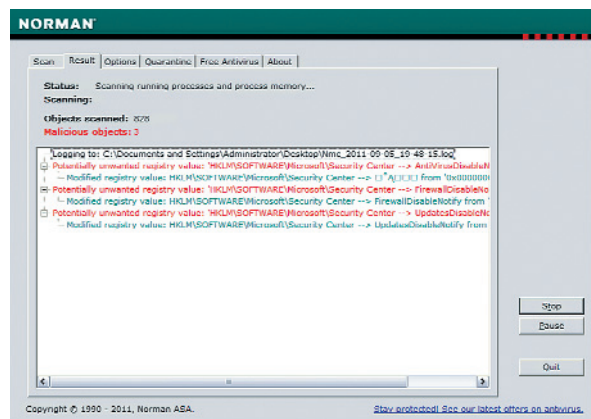 NORMAN
Scan Result Options Quarantine Free Antivirus About
Status: Scanning running processes and process memory...
Scanning:
Objects scanned: 828
Malicious objects: 3
Logging to: C:\Documents and Settings\Administrator\Desktop\Nmc_2011-09-05_19-48-15.log
Potentially unwanted registry value: 'HKLM\SOFTWARE\Microsoft\Security Center --> AntiVirusDisableN
Modified registry value: HKLM\SOFTWARE\Microsoft\Security Center --> from '0x0000000
Potentially unwanted registry value: 'HKLM\SOFTWARE\Microsoft\Security Center --> FirewallDisableNo
Modified registry value: HKLM\SOFTWARE\Microsoft\Security Center --> FirewallDisableNotify from '
Potentially unwanted registry value: 'HKLM\SOFTWARE\Microsoft\Security Center --> UpdatesDisableNo
Modified registry value: HKLM\SOFTWARE\Microsoft\Security Center --> UpdatesDisableNotify from
Stop
Pause
Quit
Copyright © 1990 - 2011, Norman ASA.
Stay protected! See our latest offers on antivirus.